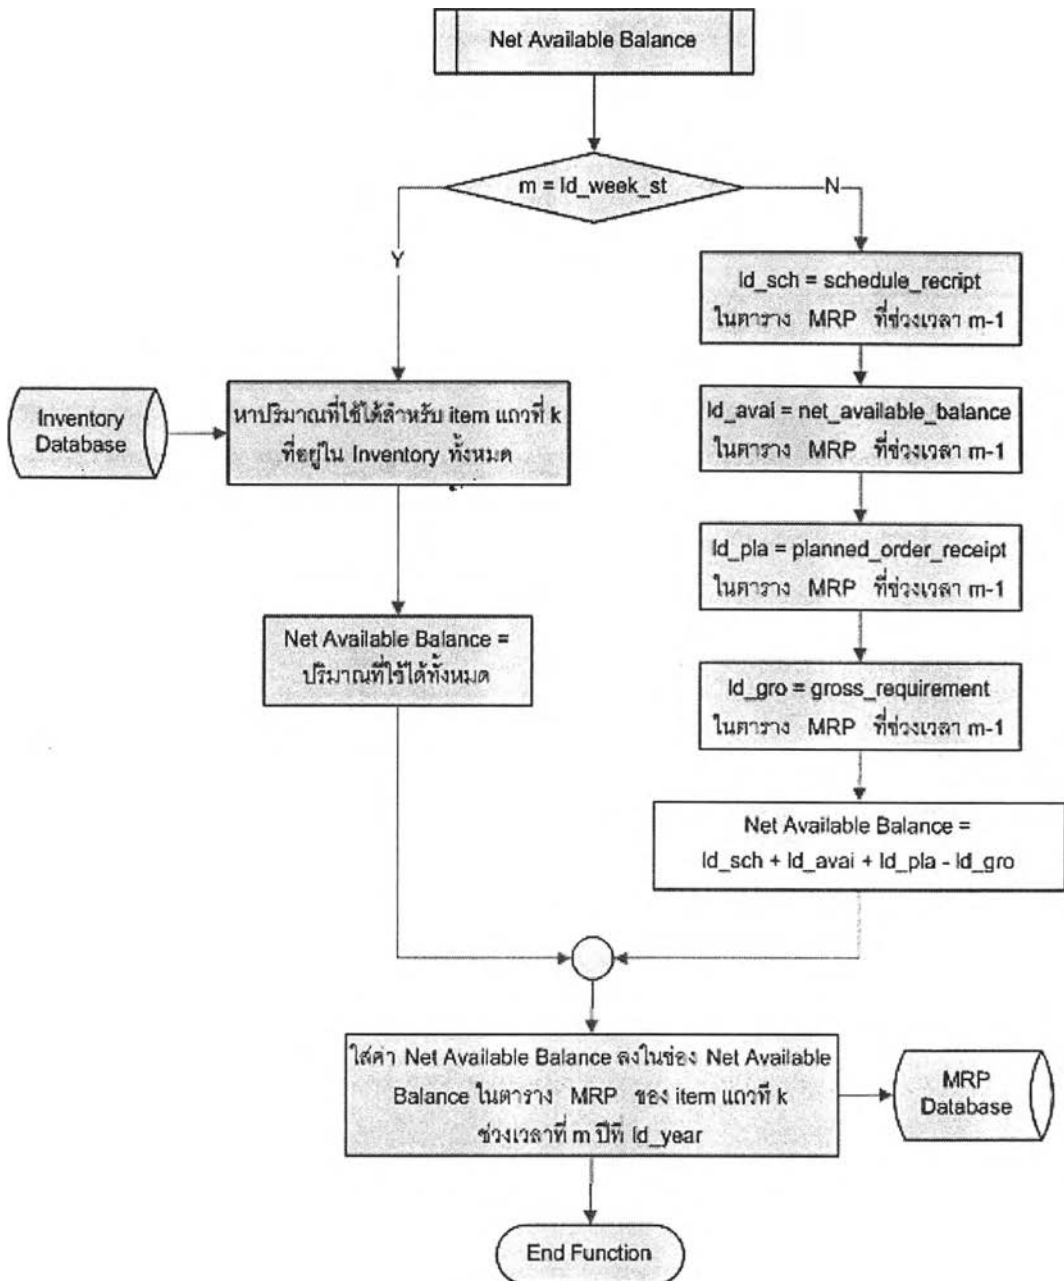 Net Available Balance
m = ld_week_st
Y
N
ld_sch = schedule_recript
ในตาราง MRP ที่ช่วงเวลา m-1
ld_avai = net_available_balance
ในตาราง MRP ที่ช่วงเวลา m-1
ld_pla = planned_order_receipt
ในตาราง MRP ที่ช่วงเวลา m-1
ld_gro = gross_requirement
ในตาราง MRP ที่ช่วงเวลา m-1
Net Available Balance =
ld_sch + ld_avai + ld_pla - ld_gro
Inventory
Database
หาปริมาณที่ใช้ได้สำหรับ item แถวที่ k
ที่อยู่ใน Inventory ทั้งหมด
Net Available Balance =
ปริมาณที่ใช้ได้ทั้งหมด
ใส่ค่า Net Available Balance ลงในช่อง Net Available
Balance ในตาราง MRP ของ item แถวที่ k
ช่วงเวลาที่ m ปีที่ ld_year
MRP
Database
End Function